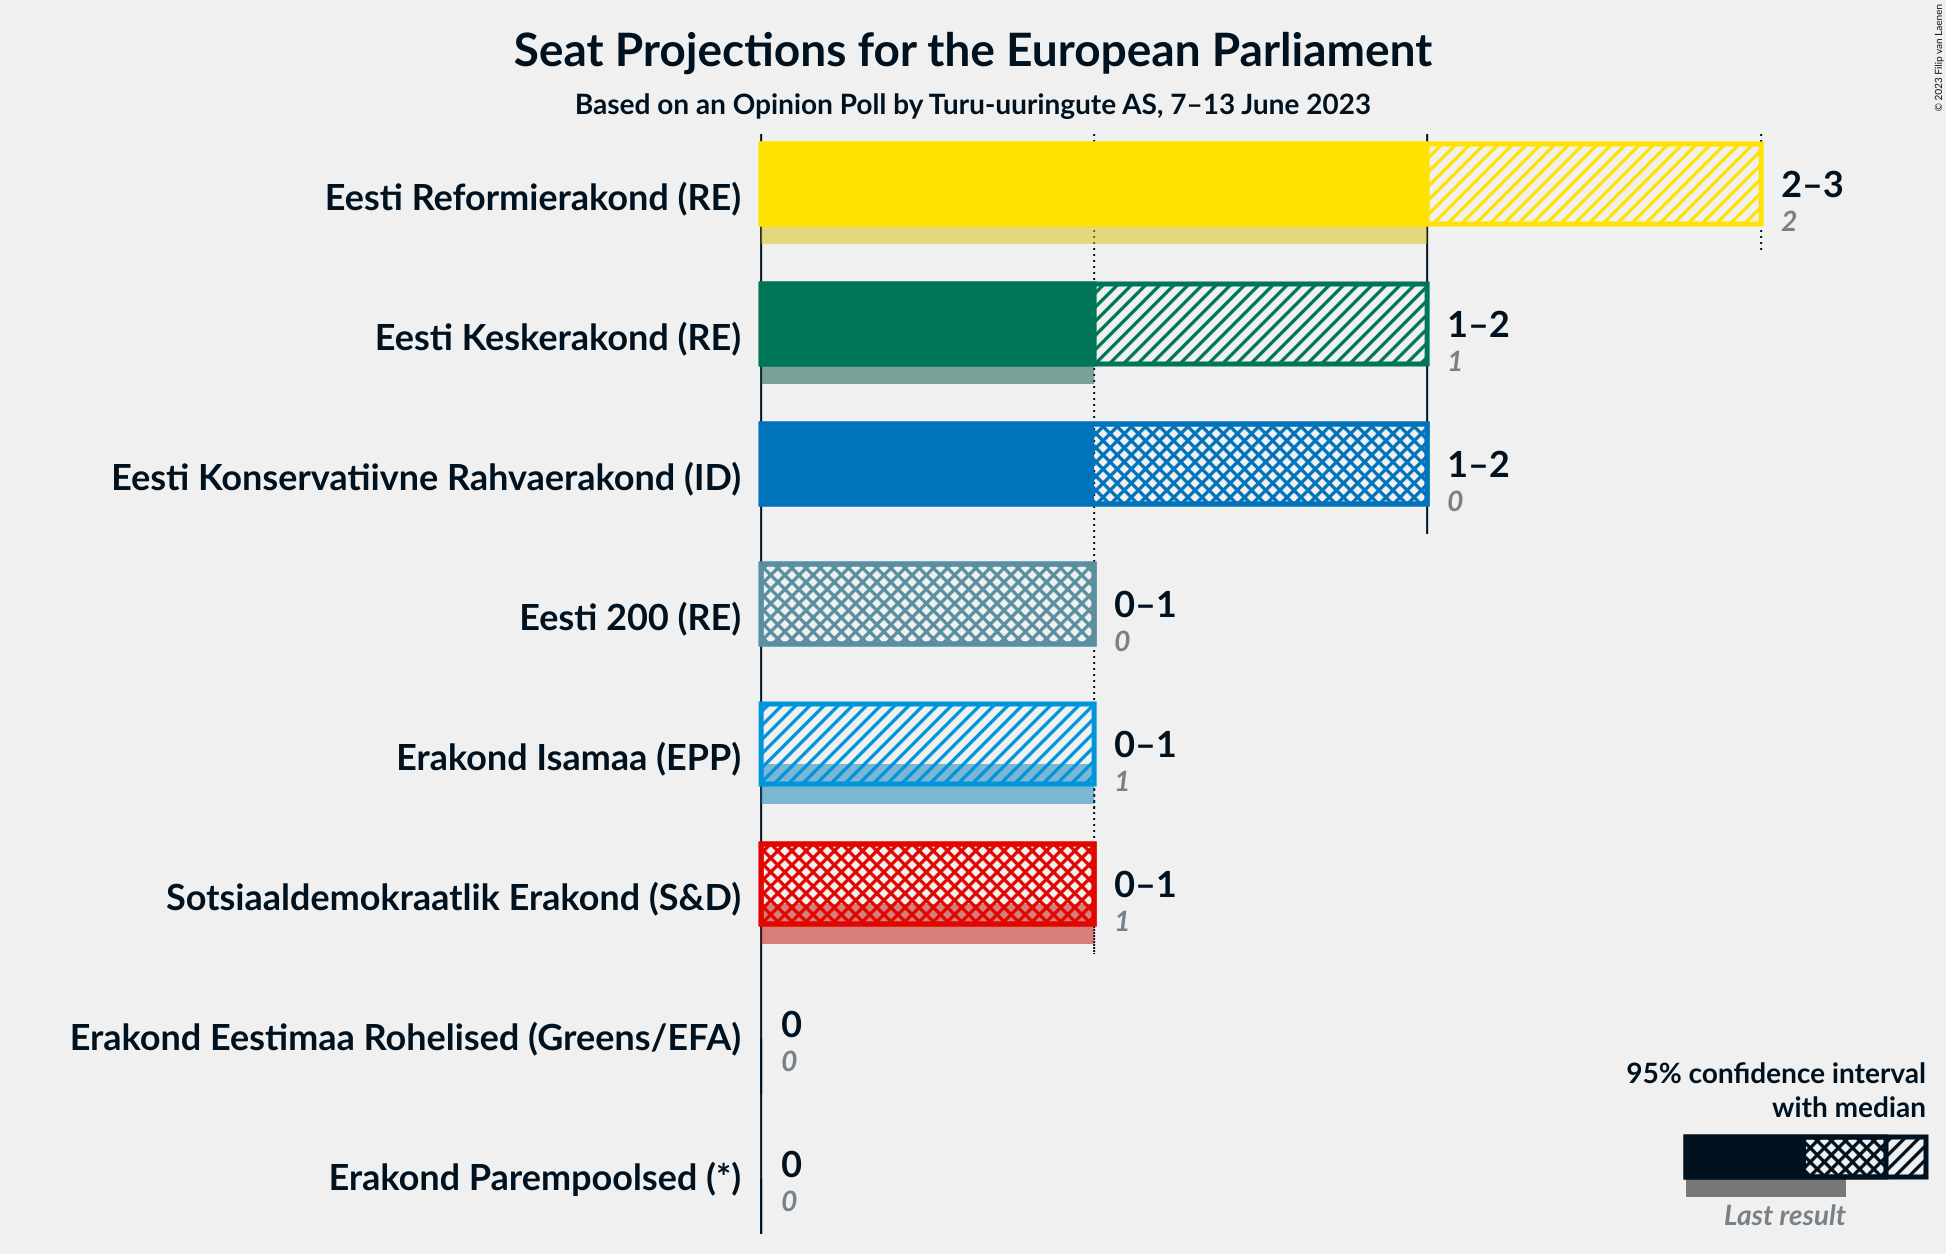 Seat Projections for the European Parliament
Based on an Opinion Poll by Turu-uuringute AS, 7–13 June 2023
© 2023 Filip van Laenen
Eesti Reformierakond (RE)
2–3
2
Eesti Keskerakond (RE)
1–2
1
Eesti Konservatiivne Rahvaerakond (ID)
1–2
0
Eesti 200 (RE)
0–1
0
Erakond Isamaa (EPP)
0–1
1
Sotsiaaldemokraatlik Erakond (S&D)
0–1
1
Erakond Eestimaa Rohelised (Greens/EFA)
0
0
Erakond Parempoolsed (*)
0
0
95% confidence interval
with median
Last result